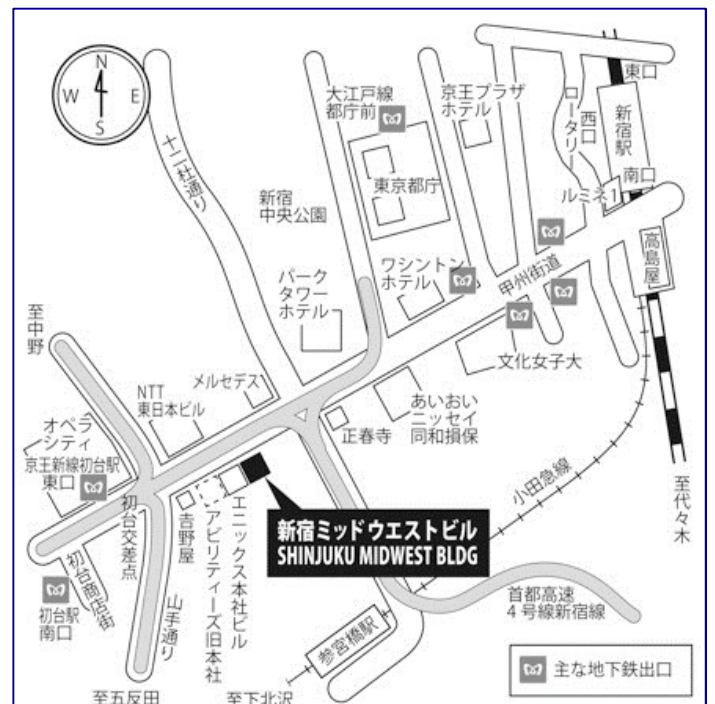 N
W E
S
十二社通り
新宿
中央公園
大江戸線
都庁前
東京都庁
京王プラザ
ホテル
ロータリー
西口
東口
新宿駅
南口
ルミネ1
高島屋
甲州街道
ワシントン
ホテル
パーク
タワー
ホテル
文化女子大
至中野
NTT
東日本ビル
メルセデス
あいおい
ニッセイ
同和損保
正春寺
オペラ
シティ
京王新線初台駅
東口
初台交差点
吉野屋
アビリティーズ旧本社
エニックス本社ビル
新宿ミッドウエストビル
SHINJUKU MIDWEST BLDG
小田急線
至代々木
初台商店街
初台駅
南口
山手通り
首都高速
4号線新宿線
参宮橋駅
主な地下鉄出口
至五反田
至下北沢